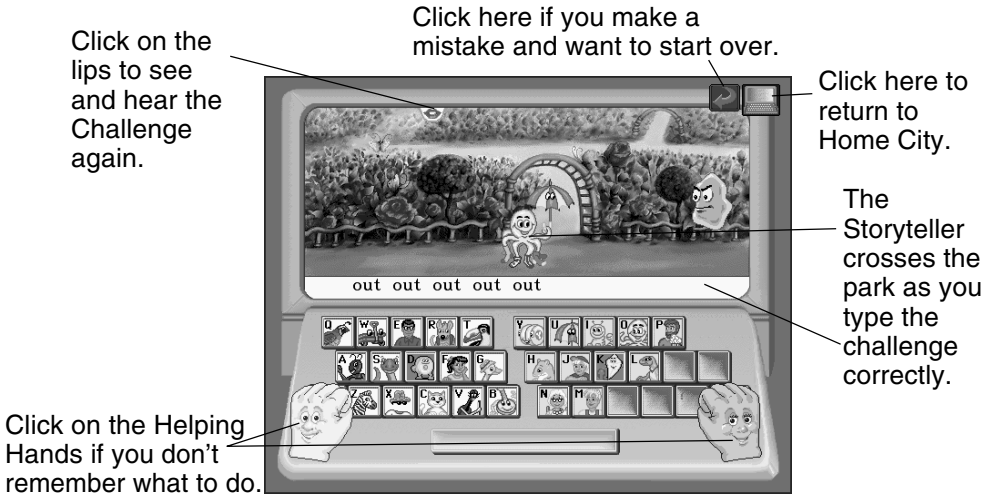 Click here if you make a
mistake and want to start over.
Click on the
lips to see
and hear the
Challenge
again.
Click here to
return to
Home City.
The
Storyteller
crosses the
park as you
type the
challenge
correctly.
out out out out out
Q W E R T Y U I O P
A S D F G H J K L
Z X C V B N M
Click on the Helping
Hands if you don't
remember what to do.